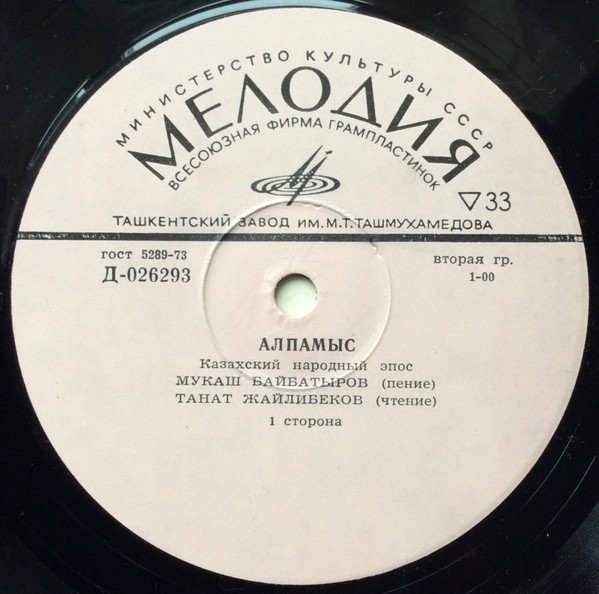 МИНИСТЕРСТВО КУЛЬТУРЫ СССР
МЕЛОДИЯ
ВСЕСОЮЗНАЯ ФИРМА ГРАМПЛАСТИНОК
33
ТАШКЕНТСКИЙ ЗАВОД ИМ. М.Т. ТАШМУХАМЕДОВА
гост 5289-73
вторая гр.
Д-026293
1-00
АЛПАМЫС
Казахский народный эпос
МУКАШ БАЙБАТЫРОВ (пение)
ТАНАТ ЖАЙЛИБЕКОВ (чтение)
1 сторона